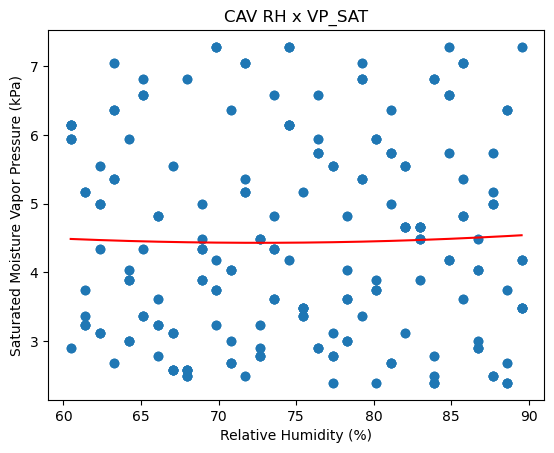 CAV RH x VP_SAT
Saturated Moisture Vapor Pressure (kPa)
7
6
5
4
3
60 65 70 75 80 85 90
Relative Humidity (%)